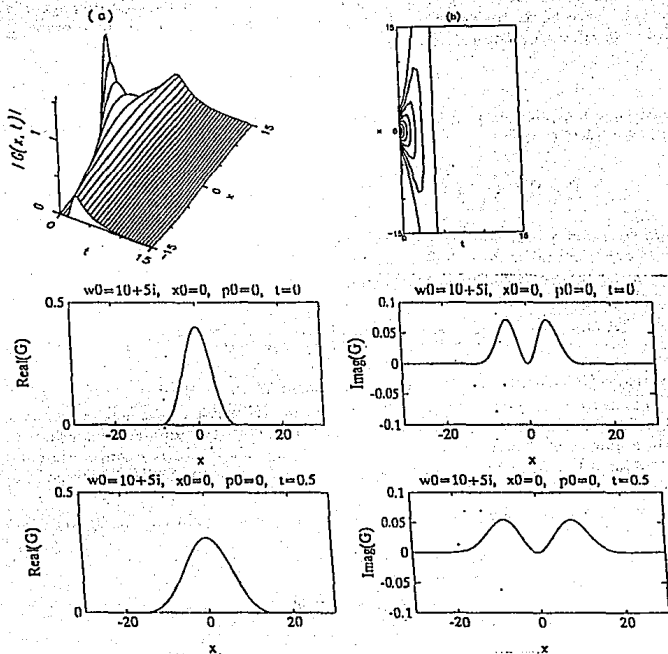 (a)
(b)
|G(x, t)|
1
0
0
t
15
-15
0
x
15
15
x
0
-15
0
t
15
w0=10+5i, x0=0, p0=0, t=0
Real(G)
0.5
0
-20
0
20
x
w0=10+5i, x0=0, p0=0, t=0
Imag(G)
0.1
0.05
0
-0.05
-0.1
-20
0
20
x
w0=10+5i, x0=0, p0=0, t=0.5
Real(G)
0.5
0
-20
0
20
x
w0=10+5i, x0=0, p0=0, t=0.5
Imag(G)
0.1
0.05
0
-0.05
-0.1
-20
0
20
x